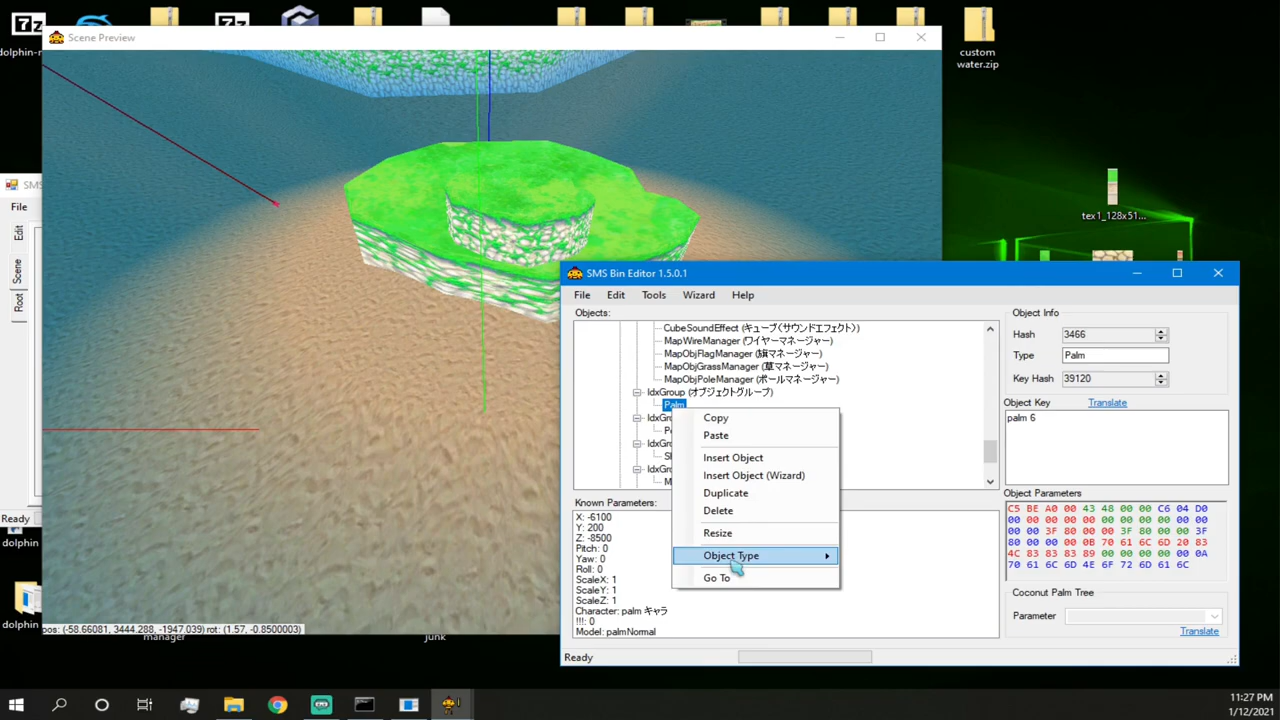 dolphin-r
custom
water.zip
Scene Preview
tex1_128x51...
SMS
File
Edit
Scene
Root
Ready
dolphin
dolphin
manager
junk
pos: (-58.66081, 3444.288, -1947.039) rot: (1.57, -0.8500003)
SMS Bin Editor 1.5.0.1
File Edit Tools Wizard Help
Objects:
CubeSoundEffect (キューブ(サウンドエフェクト))
MapWireManager (ワイヤーマネージャー)
MapObjFlagManager (旗マネージャー)
MapObjGrassManager (草マネージャー)
MapObjPoleManager (ポールマネージャー)
IdxGroup (オブジェクトグループ)
Palm
IdxGro
IdxGro
IdxGro
Copy
Paste
Insert Object
Insert Object (Wizard)
Duplicate
Delete
Resize
Object Type
Go To
Known Parameters:
X: -6100
Y: 200
Z: -8500
Pitch: 0
Yaw: 0
Roll: 0
ScaleX: 1
ScaleY: 1
ScaleZ: 1
Character: palm キャラ
!!!: 0
Model: palmNormal
Object Info
Hash 3466
Type Palm
Key Hash 39120
Object Key Translate
palm 6
Object Parameters
C5 BE A0 00 43 48 00 00 C6 04 D0
00 00 00 00 00 00 00 00 00 00 00
00 00 3F 80 00 00 3F 80 00 00 3F
80 00 00 00 0B 70 61 6C 6D 20 83
4C 83 83 83 89 00 00 00 00 00 0A
70 61 6C 6D 4E 6F 72 6D 61 6C
Coconut Palm Tree
Parameter
Translate
Ready
11:27 PM
1/12/2021